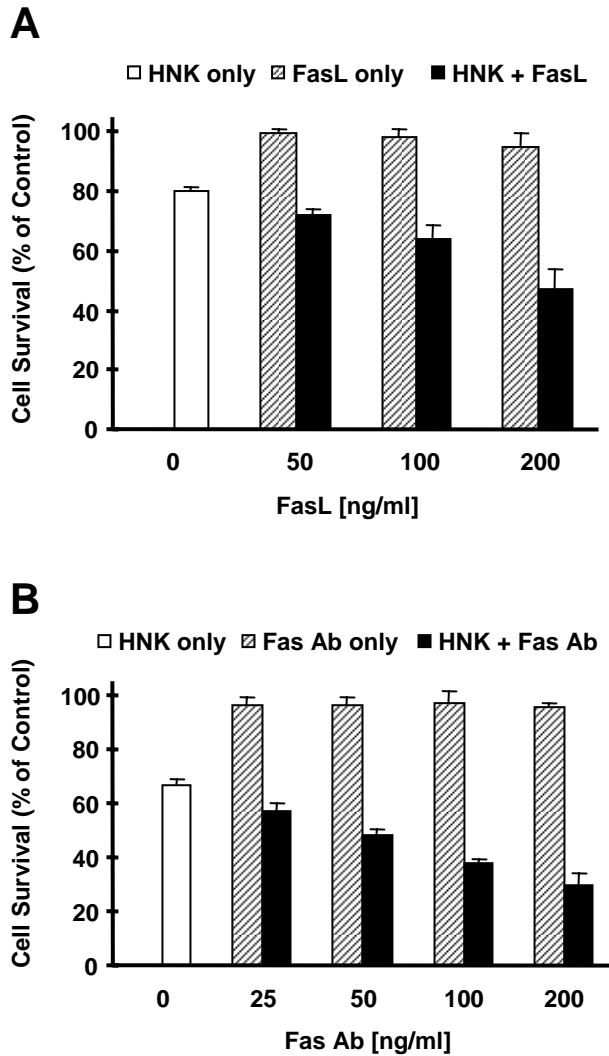 A
HNK only FasL only HNK + FasL
Cell Survival (% of Control)
100
80
60
40
20
0
0 50 100 200
FasL [ng/ml]
B
HNK only Fas Ab only HNK + Fas Ab
Cell Survival (% of Control)
100
80
60
40
20
0
0 25 50 100 200
Fas Ab [ng/ml]